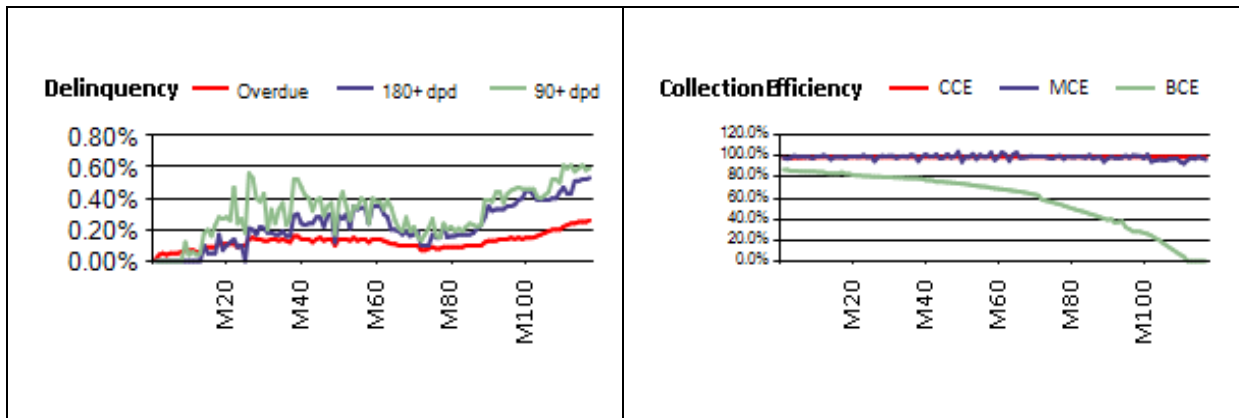 Delinquency Overdue 180+ dpd 90+ dpd
0.80%
0.60%
0.40%
0.20%
0.00%
M20
M40
M60
M80
M100
Collection Efficiency CCE MCE BCE
120.0%
100.0%
80.0%
60.0%
40.0%
20.0%
0.0%
M20
M40
M60
M80
M100